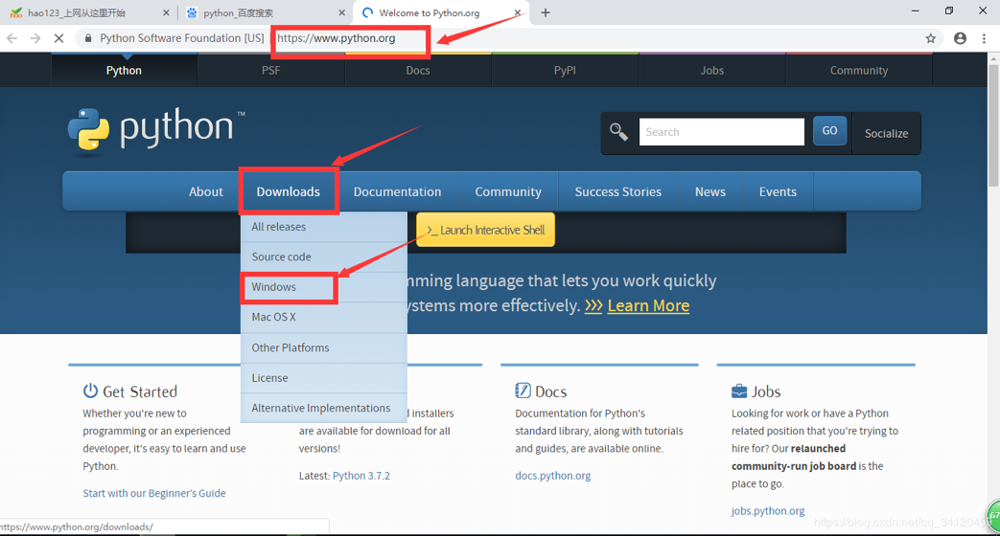 hao123_上网从这里开始
python_百度搜索
Welcome to Python.org
Python Software Foundation [US]
https://www.python.org
Python
PSF
Docs
PyPI
Jobs
Community
python™
Search
GO
Socialize
About
Downloads
Documentation
Community
Success Stories
News
Events
All releases
Source code
Windows
Mac OS X
Other Platforms
License
Alternative Implementations
>_ Launch Interactive Shell
mming language that lets you work quickly
ystems more effectively. >>> Learn More
Get Started
Whether you're new to
programming or an experienced
developer, it's easy to learn and use
Python.
Start with our Beginner's Guide
nd installers
are available for download for all
versions!
Latest: Python 3.7.2
Docs
Documentation for Python's
standard library, along with tutorials
and guides, are available online.
docs.python.org
Jobs
Looking for work or have a Python
related position that you're trying to
hire for? Our relaunched
community-run job board is the
place to go.
jobs.python.org
https://www.python.org/downloads/
67